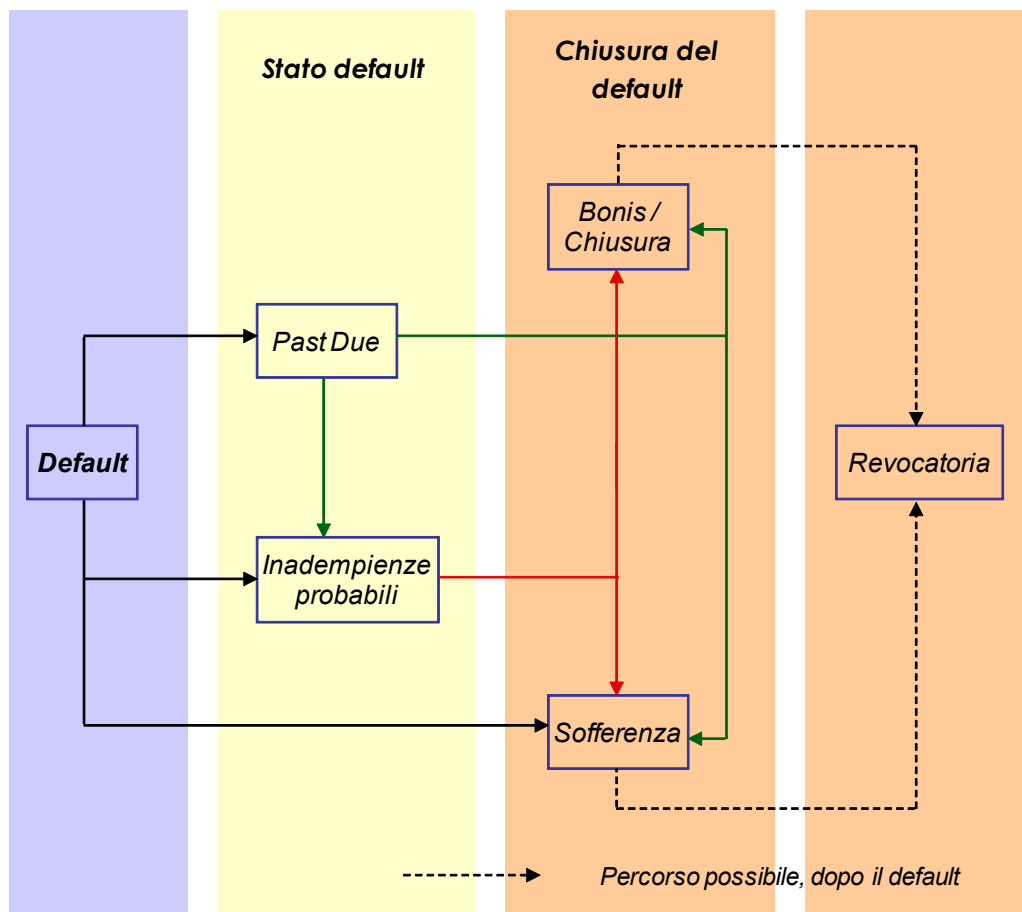 Stato default
Chiusura del
default
Bonis /
Chiusura
Past Due
Default
Revocatoria
Inadempienze
probabili
Sofferenza
Percorso possibile, dopo il default